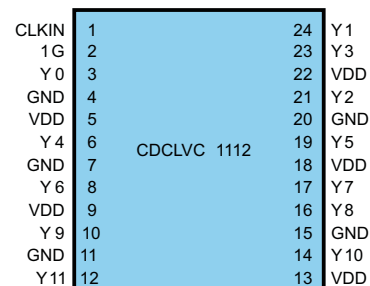 CLKIN 1 24 Y1
1G 2 23 Y3
Y0 3 22 VDD
GND 4 21 Y2
VDD 5 20 GND
Y4 6 19 Y5
CDCLVC 1112
GND 7 18 VDD
Y6 8 17 Y7
VDD 9 16 Y8
Y9 10 15 GND
GND 11 14 Y10
Y11 12 13 VDD